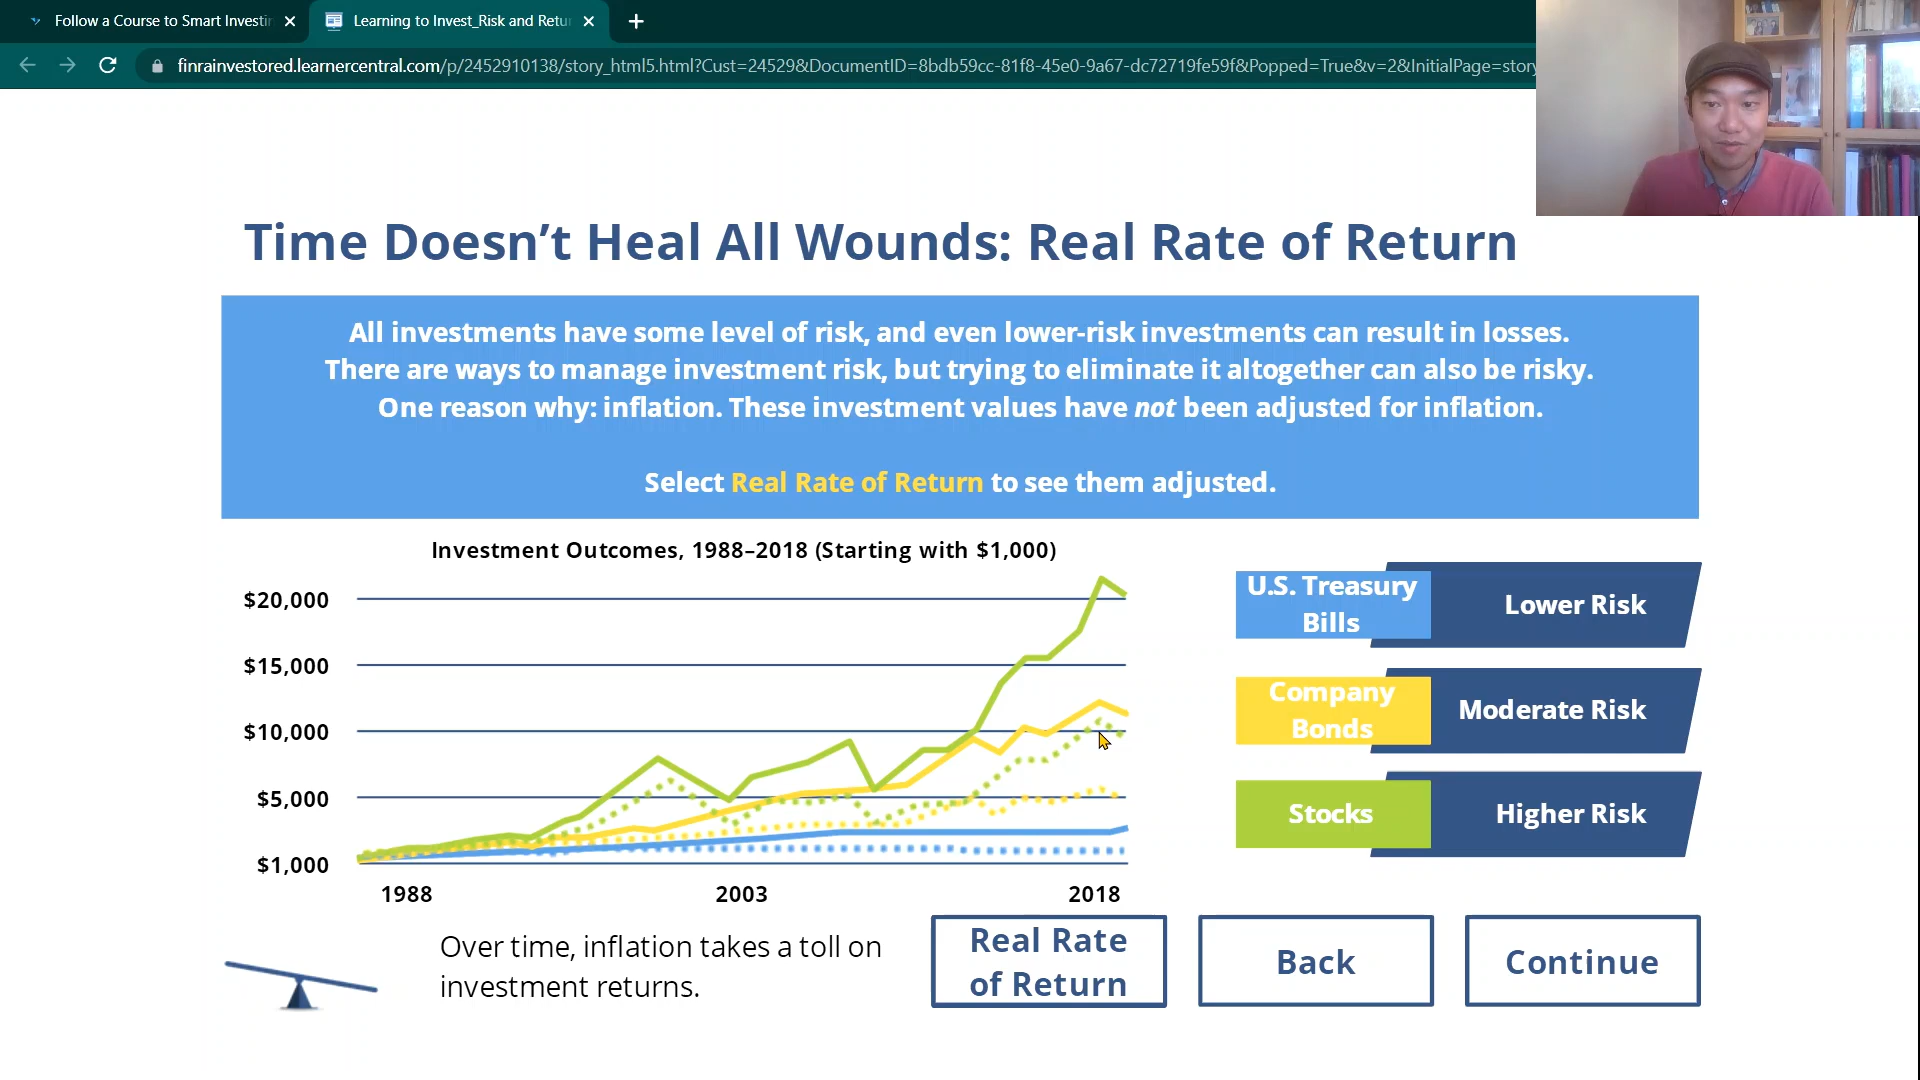 Follow a Course to Smart Investin
Learning to Invest_Risk and Retu
finrainvestored.learnercentral.com/p/2452910138/story_html5.html?Cust=24529&DocumentID=8bdb59cc-81f8-45e0-9a67-dc72719fe59f&Popped=True&v=2&InitialPage=story
Time Doesn’t Heal All Wounds: Real Rate of Return
All investments have some level of risk, and even lower-risk investments can result in losses.
There are ways to manage investment risk, but trying to eliminate it altogether can also be risky.
One reason why: inflation. These investment values have not been adjusted for inflation.
Select Real Rate of Return to see them adjusted.
Investment Outcomes, 1988–2018 (Starting with $1,000)
$20,000
$15,000
$10,000
$5,000
$1,000
1988
2003
2018
U.S. Treasury
Bills
Lower Risk
Company
Bonds
Moderate Risk
Stocks
Higher Risk
Over time, inflation takes a toll on
investment returns.
Real Rate
of Return
Back
Continue